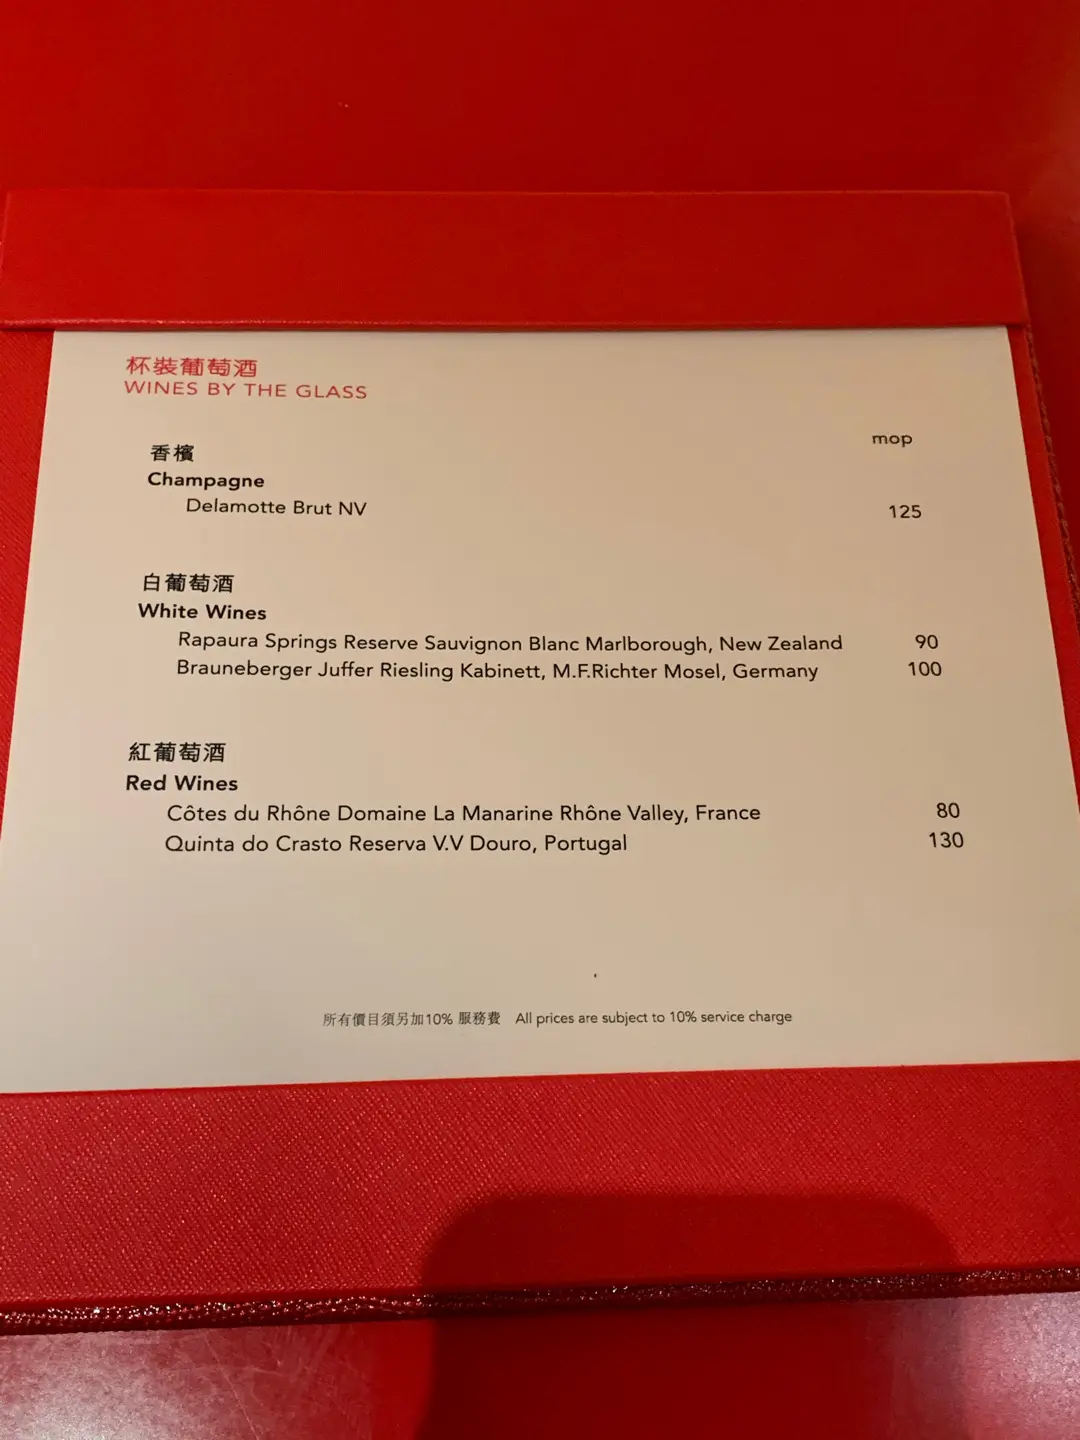 杯裝葡萄酒
WINES BY THE GLASS
mop
香檳
Champagne
Delamotte Brut NV 125
白葡萄酒
White Wines
Rapaura Springs Reserve Sauvignon Blanc Marlborough, New Zealand 90
Brauneberger Juffer Riesling Kabinett, M.F.Richter Mosel, Germany 100
紅葡萄酒
Red Wines
Côtes du Rhône Domaine La Manarine Rhône Valley, France 80
Quinta do Crasto Reserva V.V Douro, Portugal 130
所有價目須另加10% 服務費 All prices are subject to 10% service charge